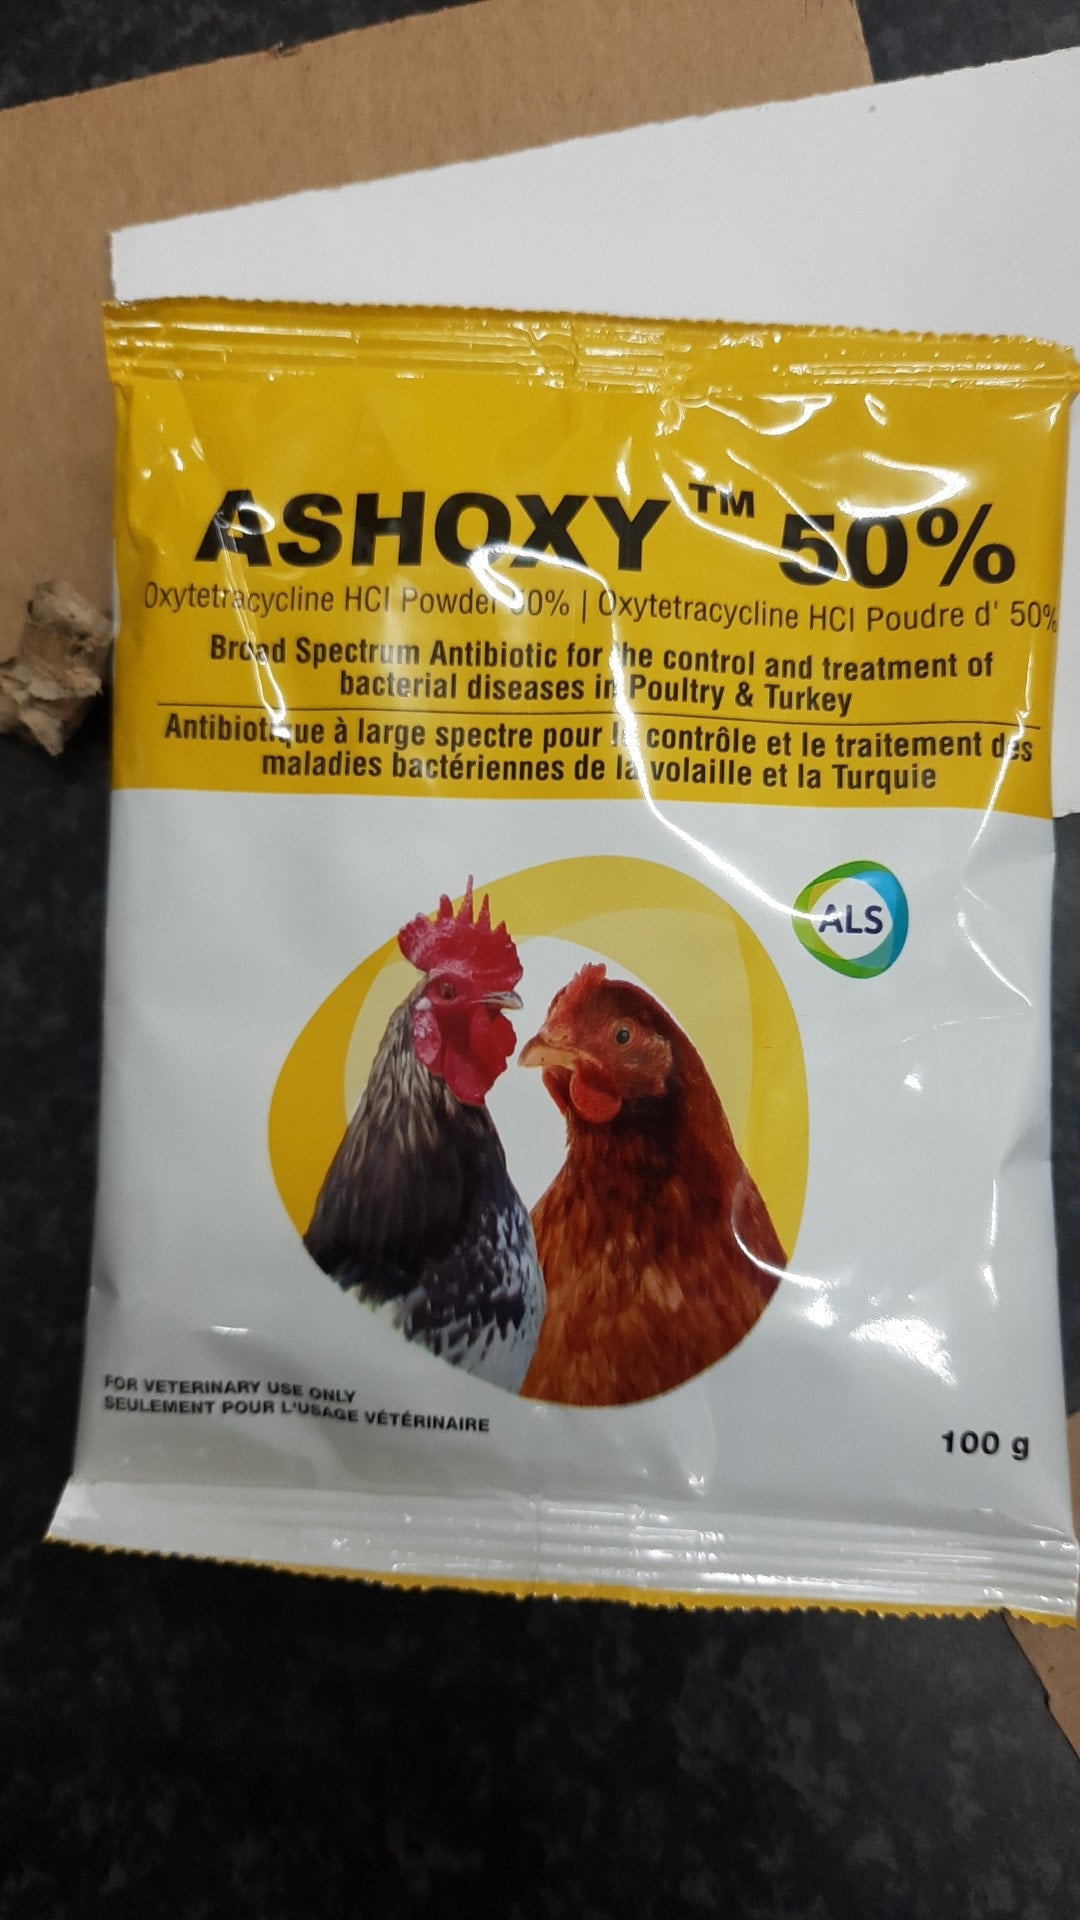 ASHOXY™ 50%
Oxytetracycline HCl Powder 50% | Oxytetracycline HCl Poudre d' 50%
Broad Spectrum Antibiotic for the control and treatment of
bacterial diseases in Poultry & Turkey
Antibiotique à large spectre pour le contrôle et le traitement des
maladies bactériennes de la volaille et la Turquie
ALS
FOR VETERINARY USE ONLY
SEULEMENT POUR L'USAGE VÉTÉRINAIRE
100 g